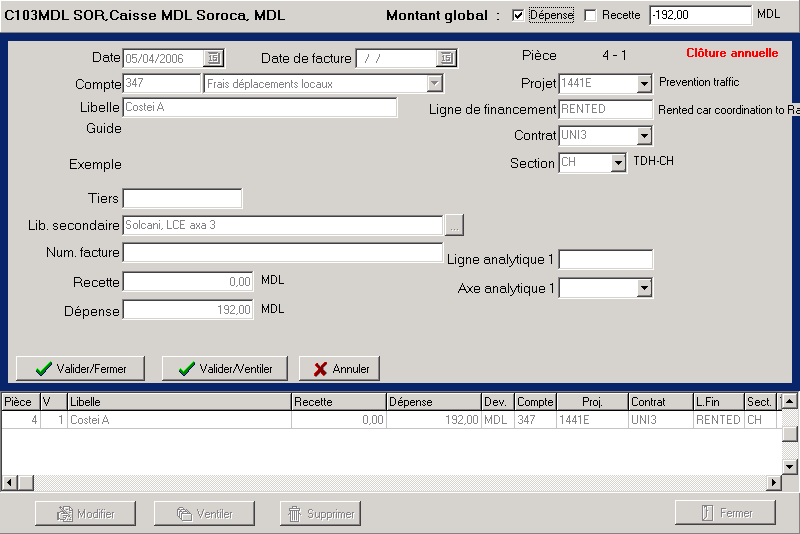 C103MDL SOR,Caisse MDL Soroca, MDL Montant global : Dépense Recette -192,00 MDL
Date 05/04/2006 15 Date de facture / / 15 Pièce 4 - 1 Clôture annuelle
Compte 347 Frais déplacements locaux Projet 1441E Prevention traffic
Libelle Costei A Ligne de financement RENTED Rented car coordination to Ra
Guide Contrat UNI3
Exemple Section CH TDH-CH
Tiers
Lib. secondaire Solcani, LCE axa 3 ...
Num. facture Ligne analytique 1
Recette 0,00 MDL Axe analytique 1
Dépense 192,00 MDL
Valider/Fermer Valider/Ventiler Annuler
Pièce V Libelle Recette Dépense Dev. Compte Proj. Contrat L.Fin Sect.
4 1 Costei A 0,00 192,00 MDL 347 1441E UNI3 RENTED CH
Modifier Ventiler Supprimer Fermer